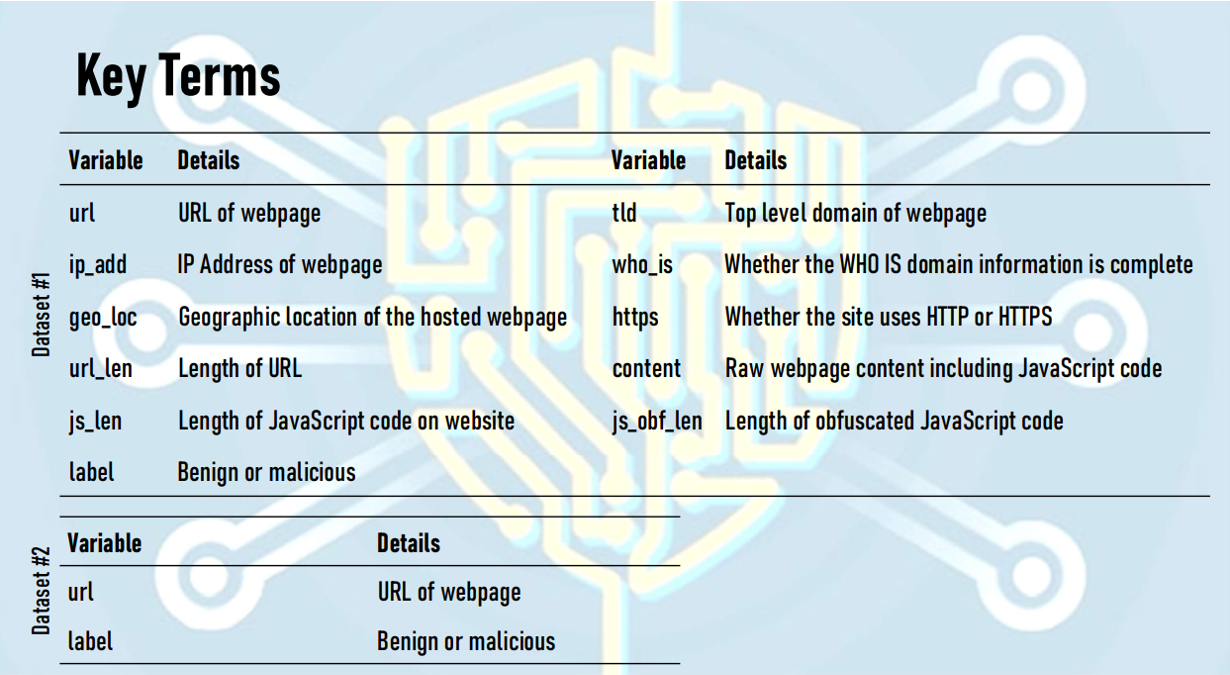 Key Terms
Variable Details Variable Details
url URL of webpage tld Top level domain of webpage
ip_add IP Address of webpage who_is Whether the WHO IS domain information is complete
geo_loc Geographic location of the hosted webpage https Whether the site uses HTTP or HTTPS
url_len Length of URL content Raw webpage content including JavaScript code
js_len Length of JavaScript code on website js_obf_len Length of obfuscated JavaScript code
label Benign or malicious
Dataset #1
Variable Details
url URL of webpage
label Benign or malicious
Dataset #2